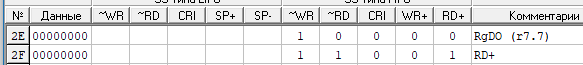 № Данные ~WR ~RD CRI SP+ SP- ~WR ~RD CRI WR+ RD+ Комментарии
2E 00000000 1 0 0 0 0 RgDO (r7.7)
2F 00000000 1 1 0 0 1 RD+